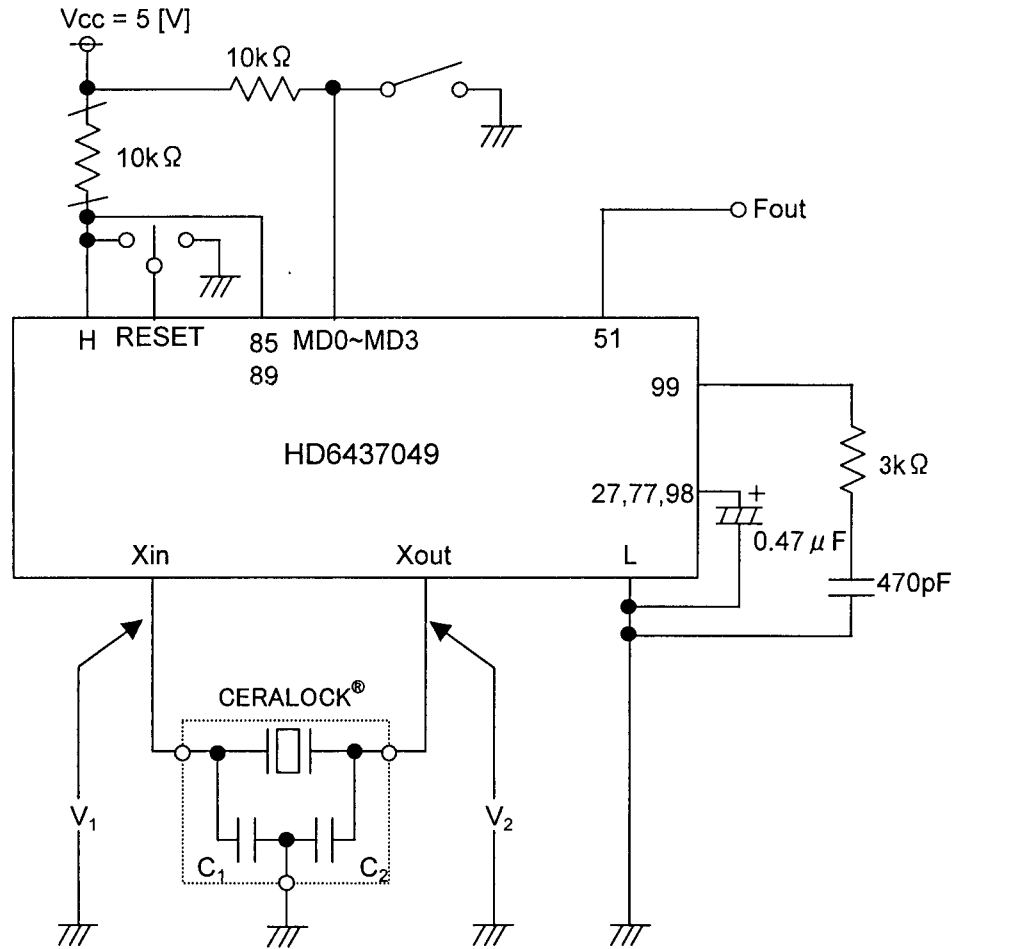 Vcc = 5 [V]
10kΩ
10kΩ
Fout
H RESET 85 MD0~MD3 51
89
99
HD6437049
3kΩ
27,77,98 +
0.47μF
Xin Xout L
470pF
CERALOCK®
V1 V2
C1 C2